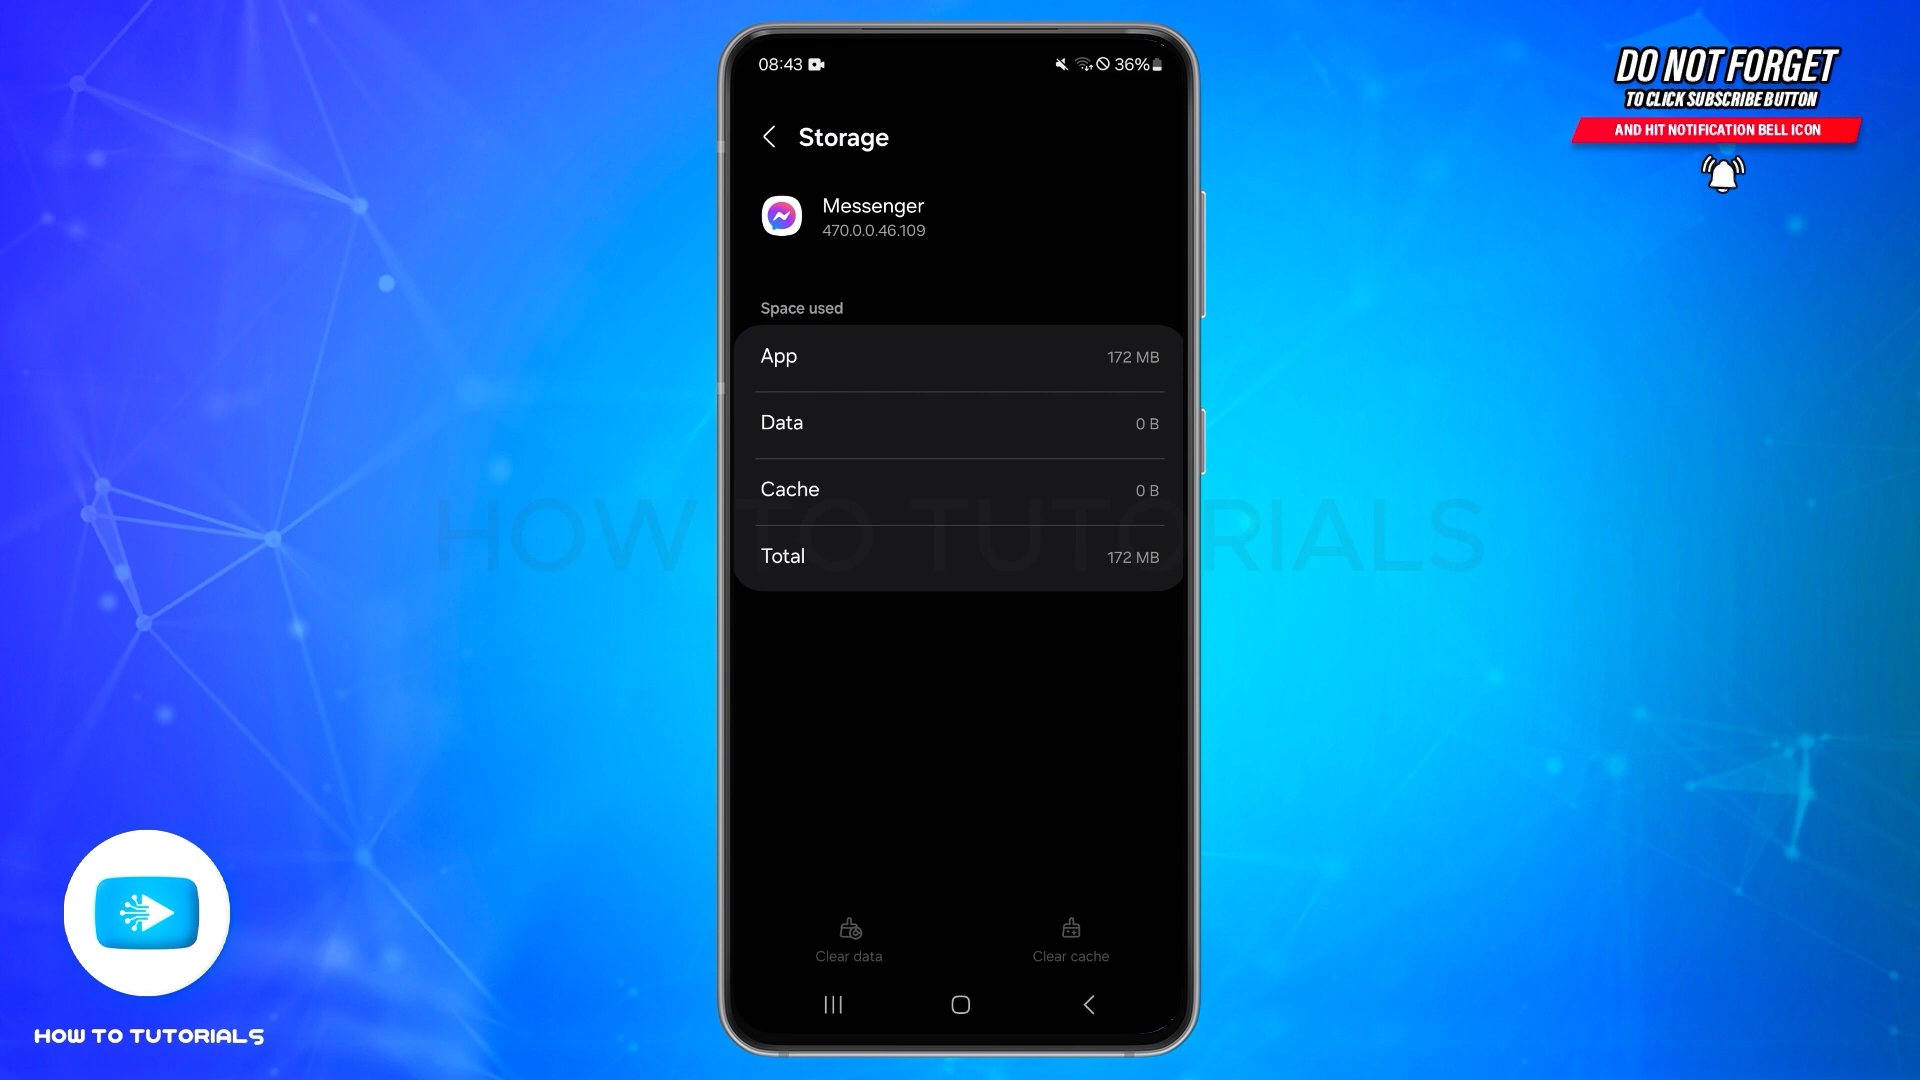 08:43
36%
Storage
Messenger
470.0.0.46.109
Space used
App 172 MB
Data 0 B
Cache 0 B
Total 172 MB
Clear data Clear cache
DO NOT FORGET
TO CLICK SUBSCRIBE BUTTON
AND HIT NOTIFICATION BELL ICON
HOW TO TUTORIALS
HOW TO TUTORIALS